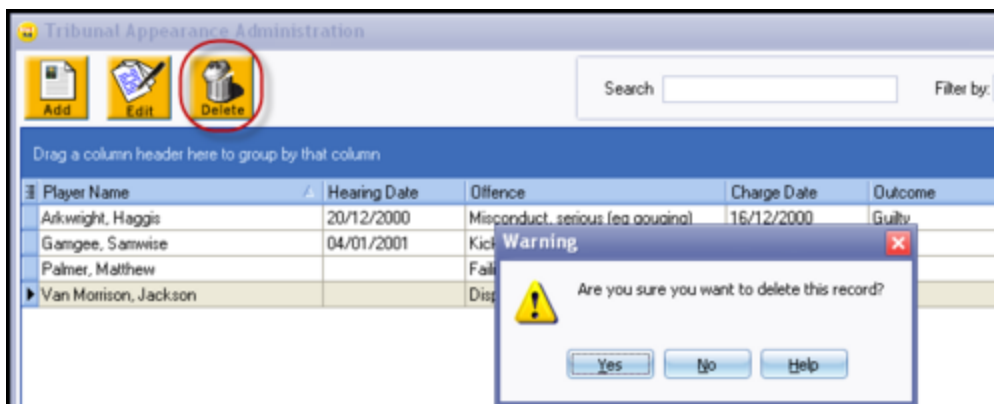 Tribunal Appearance Administration
Add Edit Delete Search Filter by:
Drag a column header here to group by that column
Player Name Hearing Date Offence Charge Date Outcome
Arkwright, Haggis 20/12/2000 Misconduct, serious (eg gouging) 16/12/2000 Guilty
Gamgee, Samwise 04/01/2001 Kick
Warning
Palmer, Matthew Faili
Van Morrison, Jackson Disp
Are you sure you want to delete this record?
Yes No Help